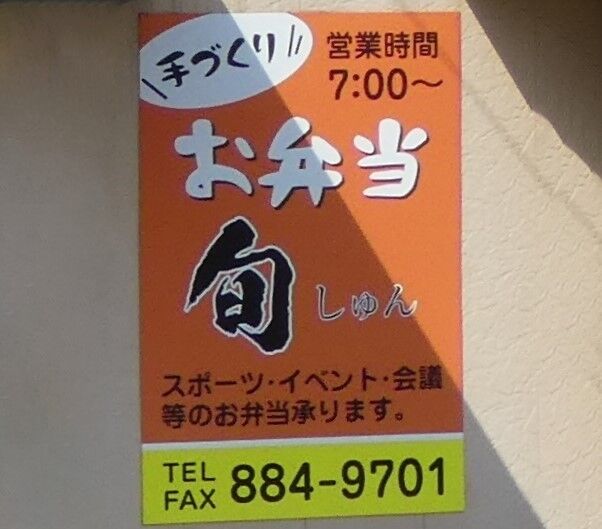 手づくり
営業時間
7:00～
お弁当
旬 しゅん
スポーツ・イベント・会議
等のお弁当承ります。
TEL
FAX 884-9701